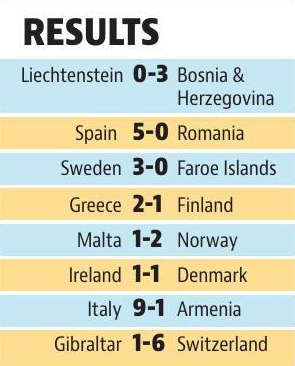 RESULTS
Liechtenstein 0-3 Bosnia &
Herzegovina
Spain 5-0 Romania
Sweden 3-0 Faroe Islands
Greece 2-1 Finland
Malta 1-2 Norway
Ireland 1-1 Denmark
Italy 9-1 Armenia
Gibraltar 1-6 Switzerland